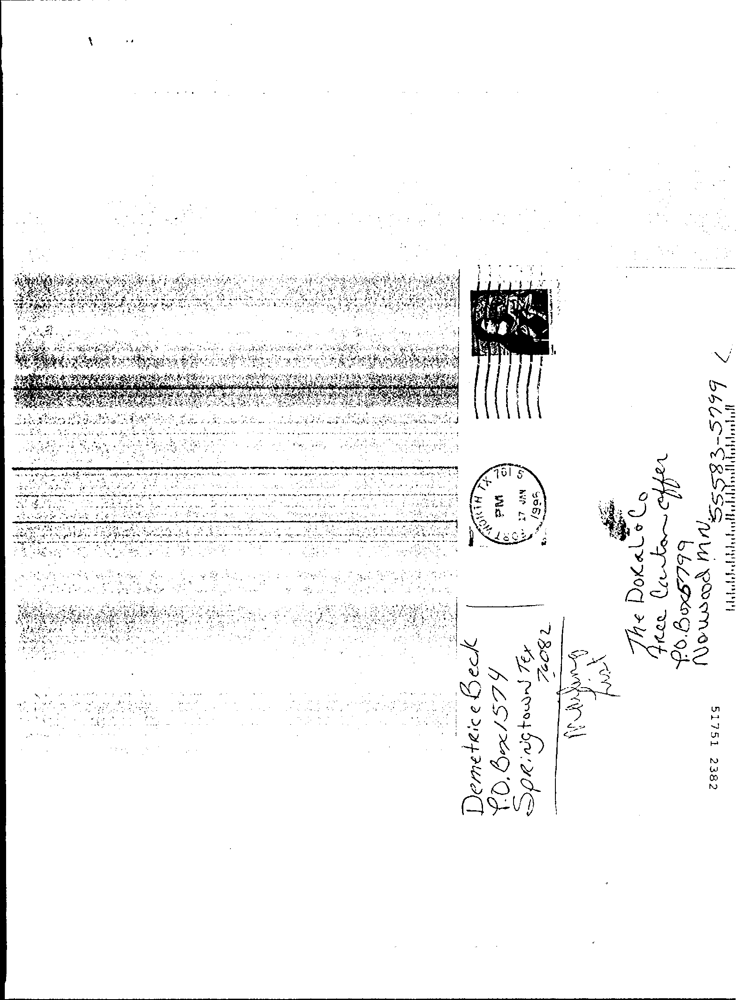 Demetrice Beck
P.O. Box 1574
Springtown Tex
76082
FORT WORTH TX 761
PM
17 JAN
Mailing
List
The Doral & Co
Free Carton offer
P.O. Box 5799
Norwood MN, 55583-5799
51751 2382